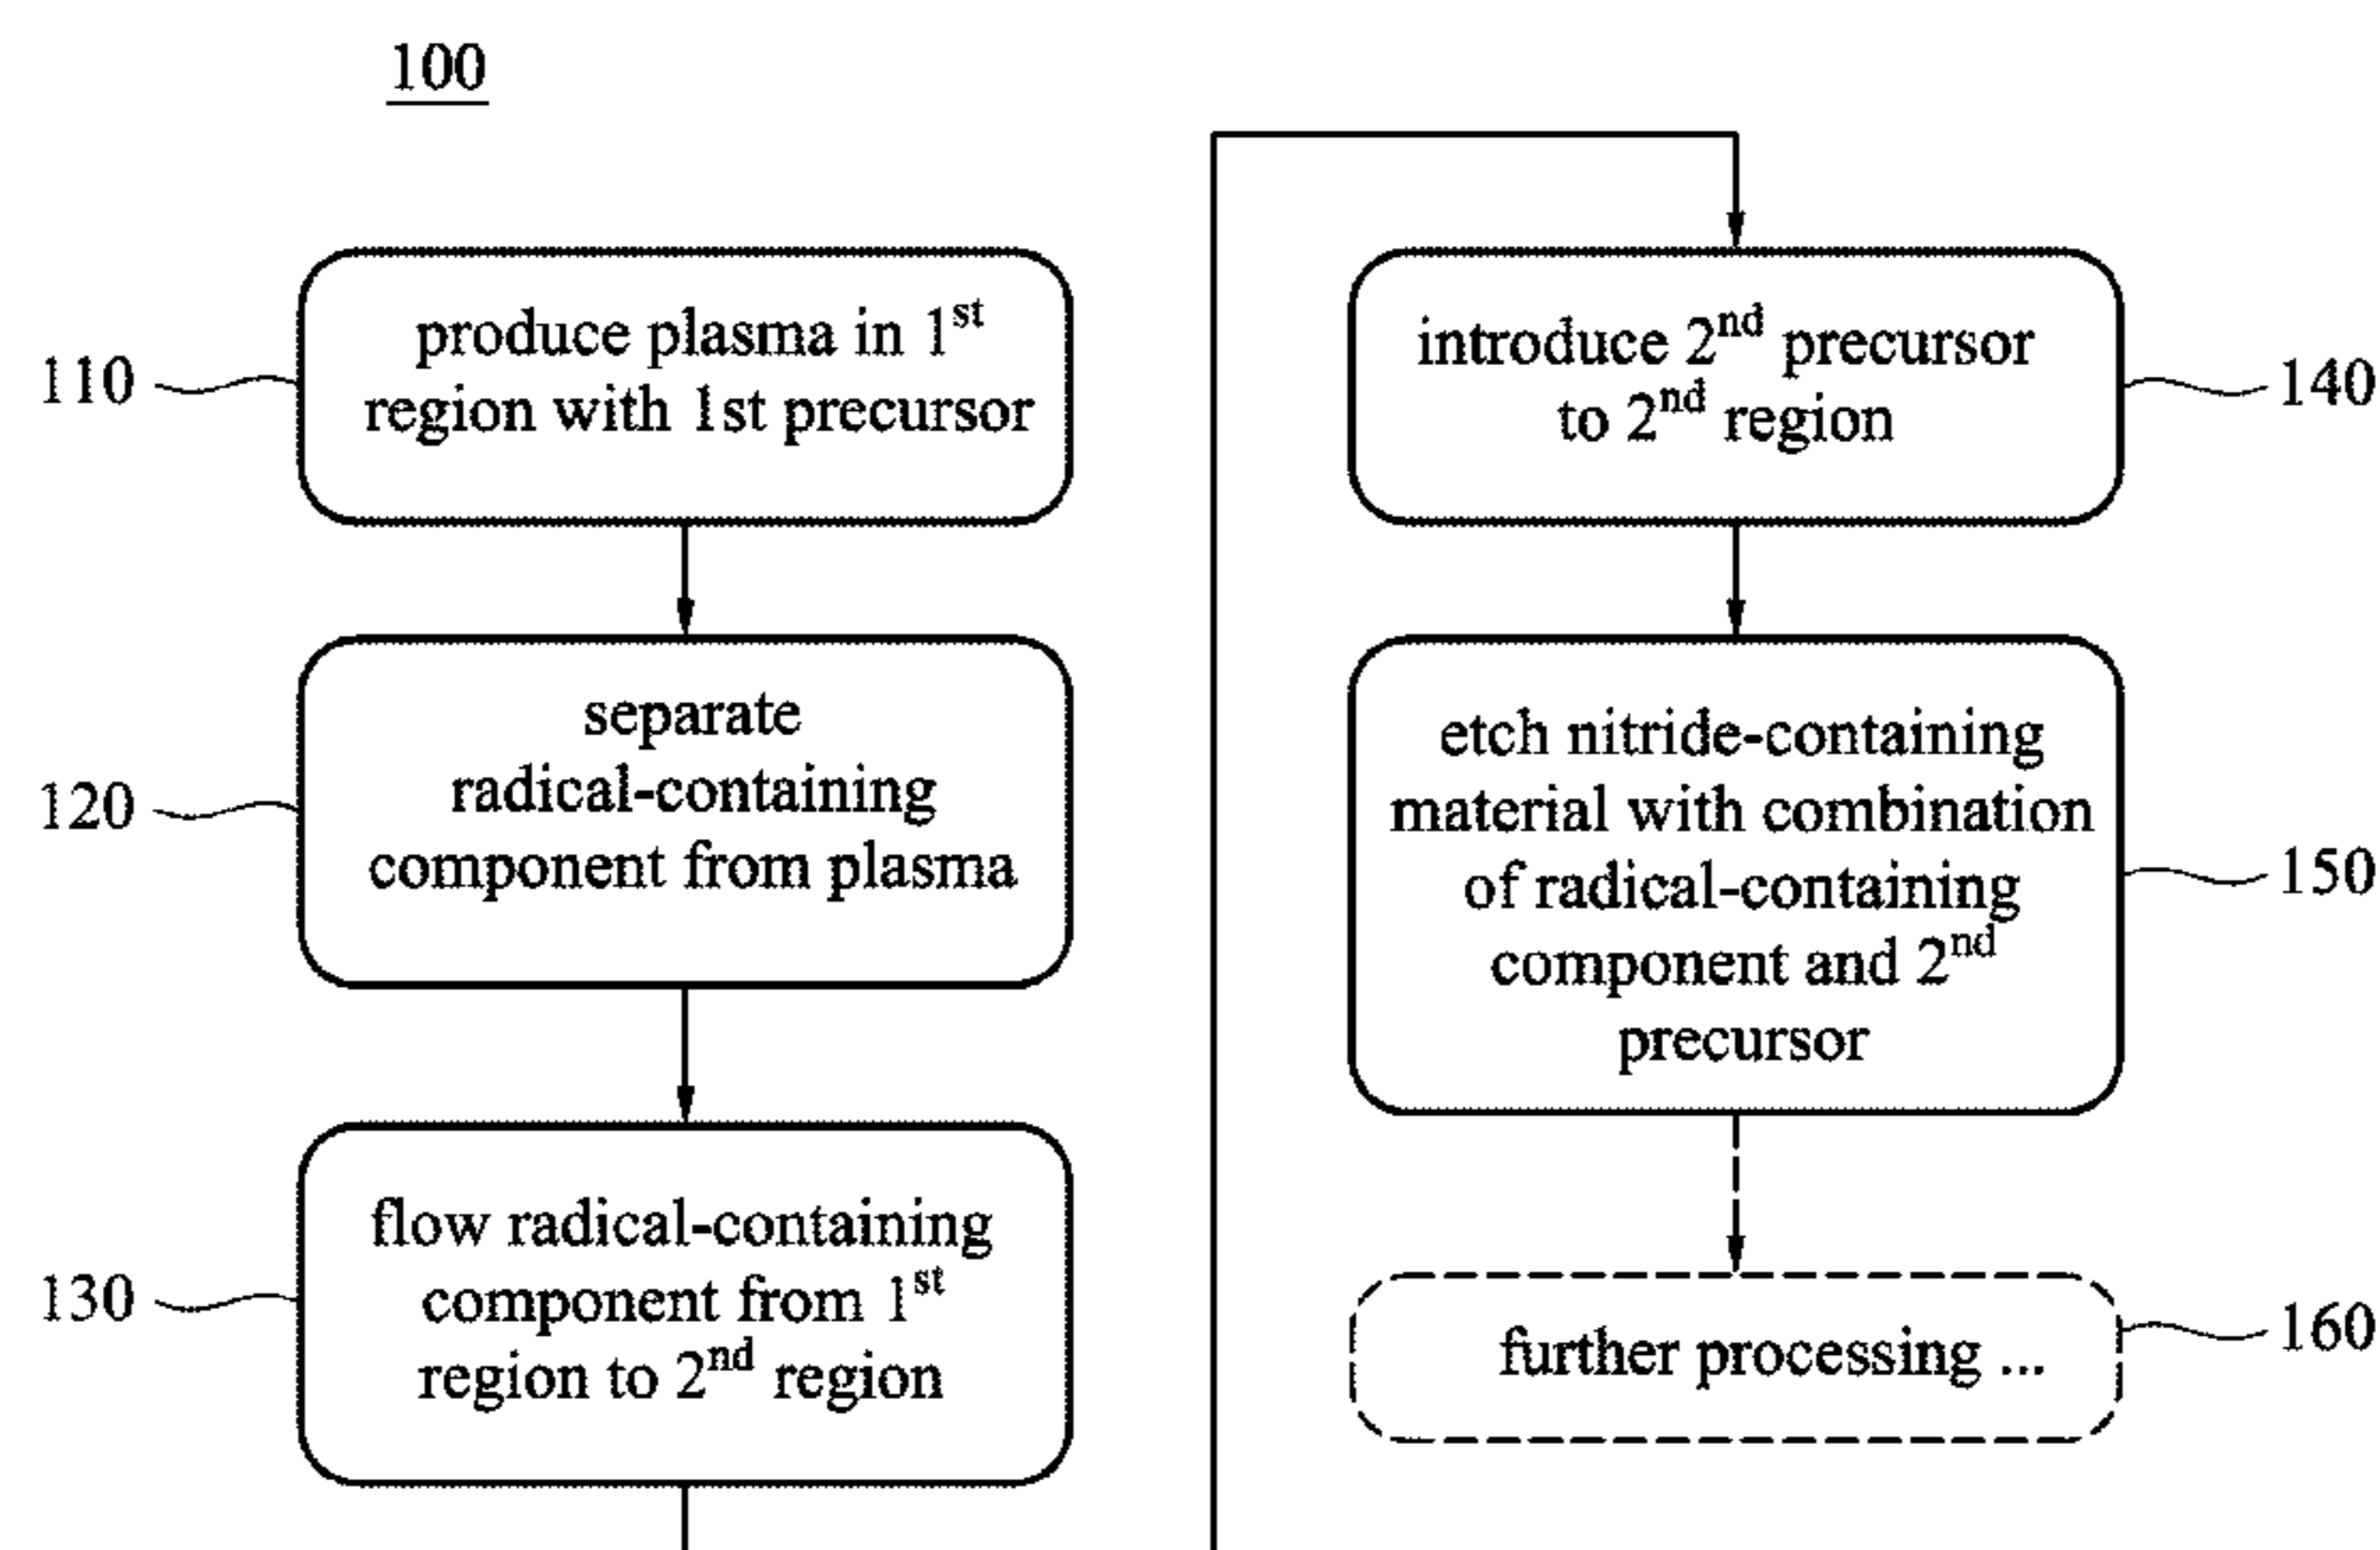 100
110
produce plasma in 1st
region with 1st precursor
120
separate
radical-containing
component from plasma
130
flow radical-containing
component from 1st
region to 2nd region
introduce 2nd precursor
to 2nd region
140
etch nitride-containing
material with combination
of radical-containing
component and 2nd
precursor
150
further processing ...
160